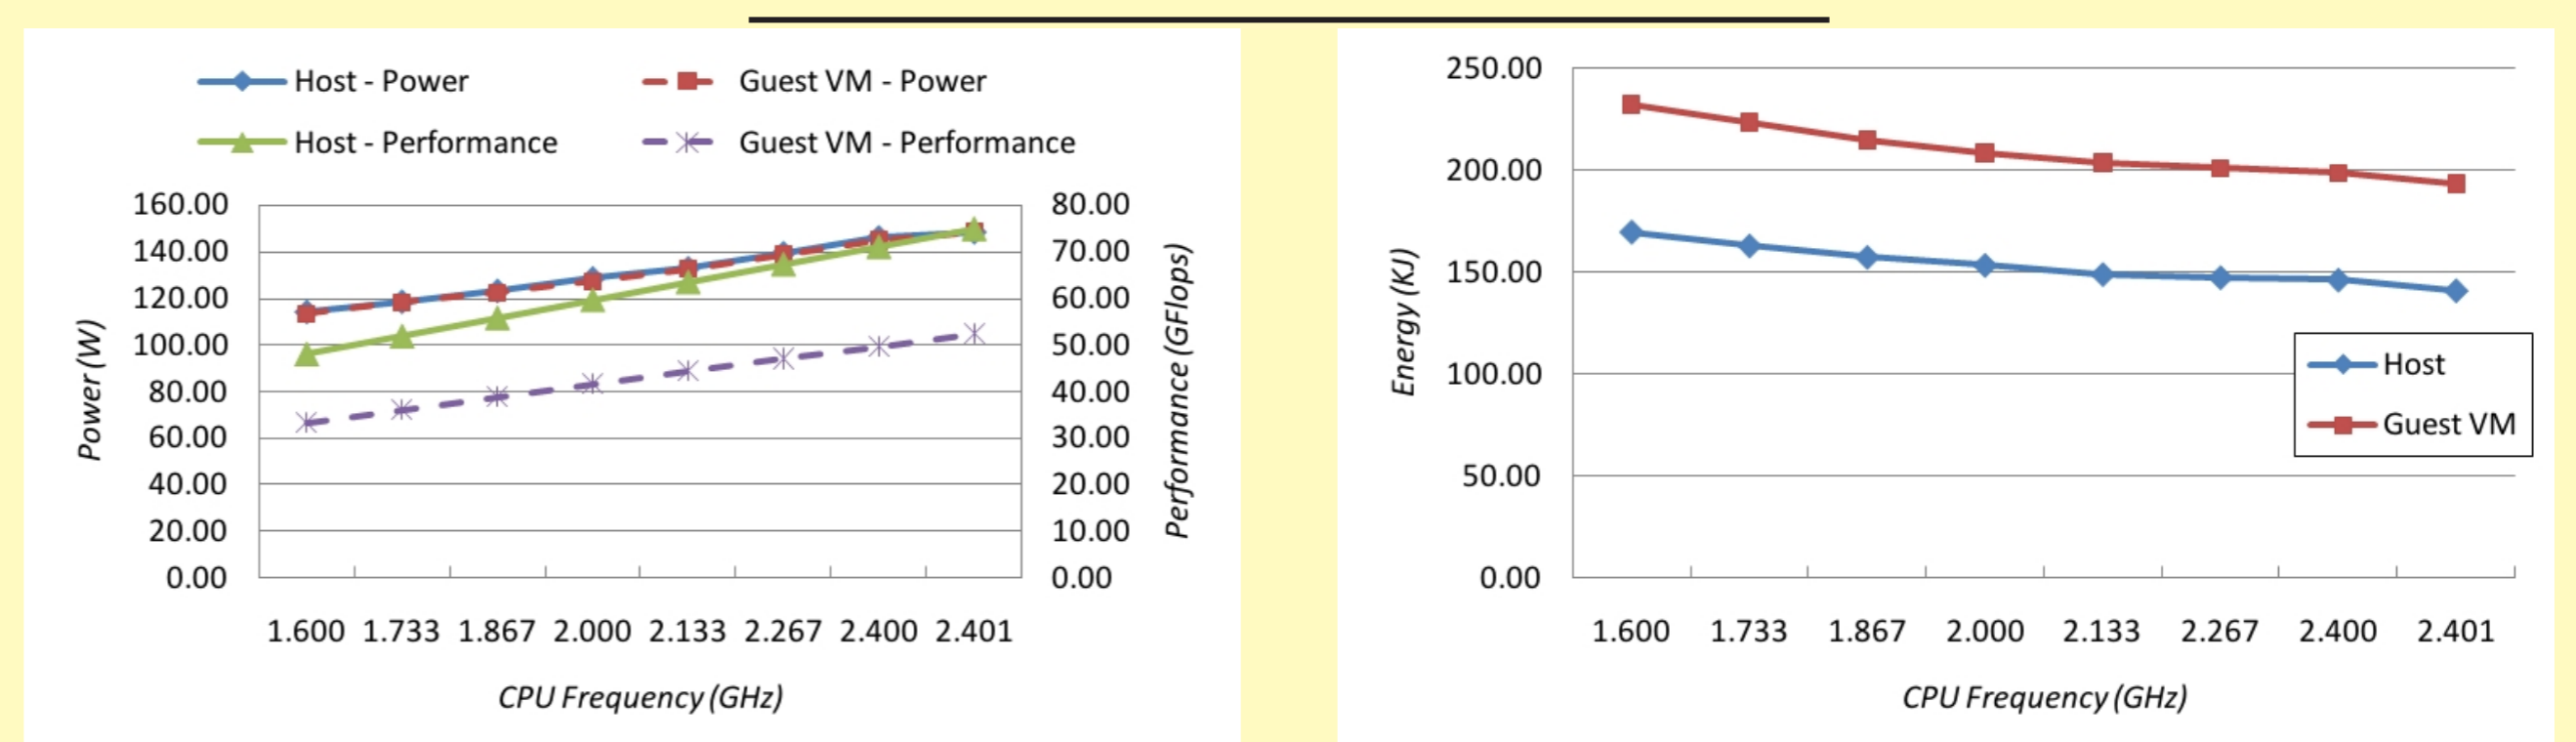 Host - Power
Guest VM - Power
Host - Performance
Guest VM - Performance
160.00
140.00
120.00
100.00
80.00
60.00
40.00
20.00
0.00
Power (W)
80.00
70.00
60.00
50.00
40.00
30.00
20.00
10.00
0.00
Performance (GFlops)
1.600 1.733 1.867 2.000 2.133 2.267 2.400 2.401
CPU Frequency (GHz)
250.00
200.00
150.00
100.00
50.00
0.00
Energy (KJ)
Host
Guest VM
1.600 1.733 1.867 2.000 2.133 2.267 2.400 2.401
CPU Frequency (GHz)